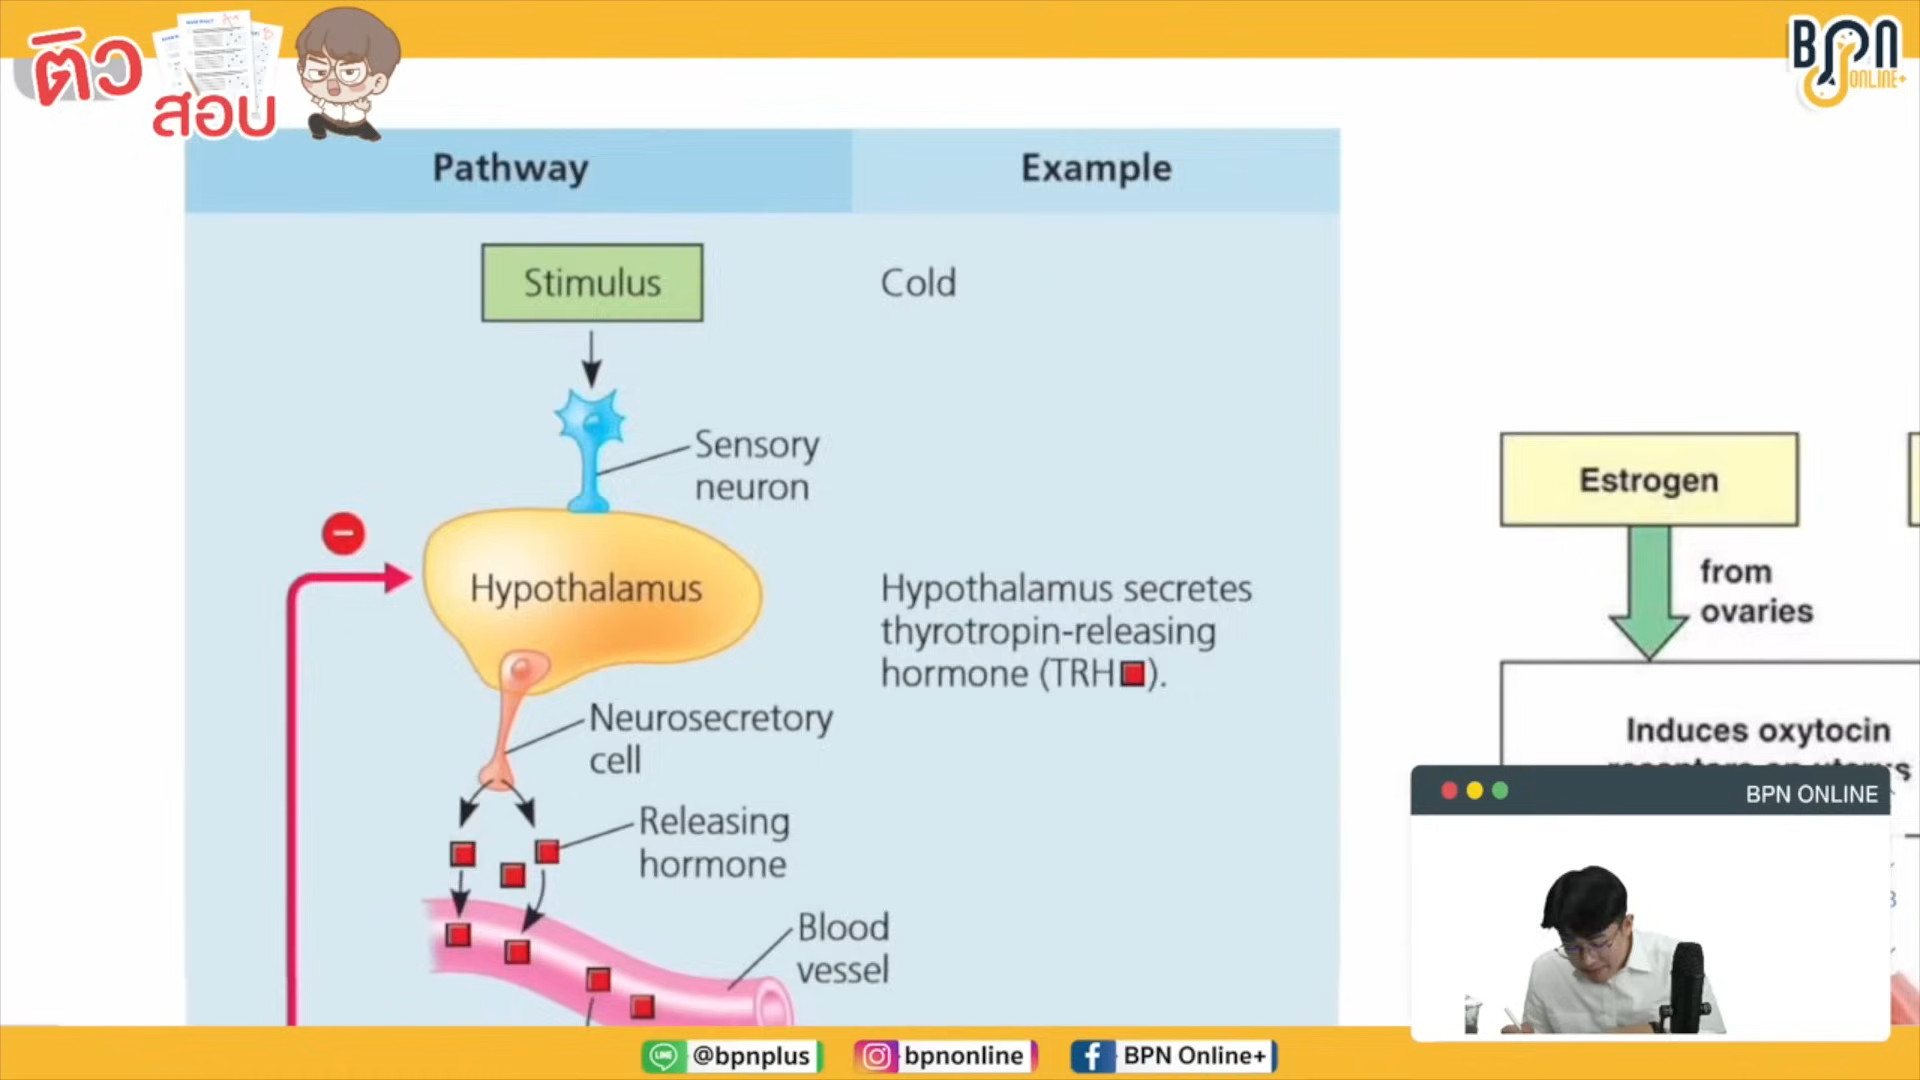 ติว
สอบ
BPN
ONLINE+
Pathway
Example
Stimulus
Cold
Sensory
neuron
Hypothalamus
Hypothalamus secretes
thyrotropin-releasing
hormone (TRH).
Neurosecretory
cell
Releasing
hormone
Blood
vessel
Estrogen
from
ovaries
Induces oxytocin
BPN ONLINE
LINE
@bpnplus
bpnonline
BPN Online+